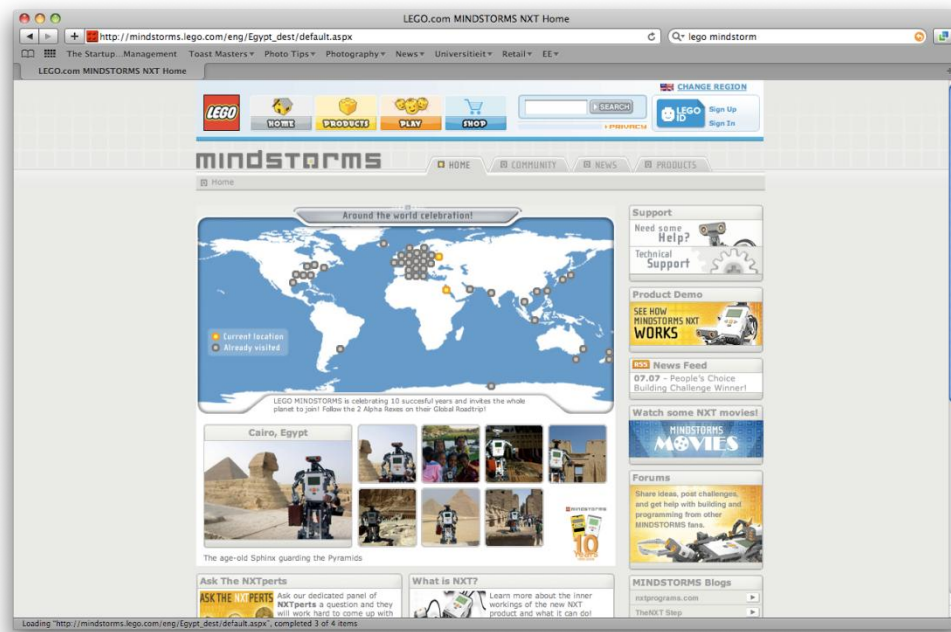 LEGO.com MINDSTORMS NXT Home
http://mindstorms.lego.com/eng/Egypt_dest/default.aspx
lego mindstorm
The Startup...Management Toast Masters Photo Tips Photography News Universitieit Retail EE
LEGO.com MINDSTORMS NXT Home
CHANGE REGION
LEGO
HOME
PRODUCTS
PLAY
SHOP
SEARCH
PRIVACY
LEGO ID
Sign Up
Sign In
mindstorms
HOME
COMMUNITY
NEWS
PRODUCTS
Home
Around the world celebration!
Current location
Already visited
LEGO MINDSTORMS is celebrating 10 succesful years and invites the whole
planet to join! Follow the 2 Alpha Rexes on their Global Roadtrip!
Cairo, Egypt
MINDSTORMS
10
The age-old Sphinx guarding the Pyramids
Ask The NXTperts
ASK THE NXTPERTS
Ask our dedicated panel of
NXTperts a question and they
will work hard to come up with
What is NXT?
Learn more about the inner
workings of the new NXT
product and what it can do!
Support
Need some
Help?
Technical
Support
Product Demo
SEE HOW
MINDSTORMS NXT
WORKS
RSS News Feed
07.07 - People's Choice
Building Challenge Winner!
Watch some NXT movies!
MINDSTORMS
MOVIES
Forums
Share ideas, post challenges,
and get help with building and
programming from other
MINDSTORMS fans.
MINDSTORMS Blogs
nxtprograms.com
TheNXT Step
Loading "http://mindstorms.lego.com/eng/Egypt_dest/default.aspx", completed 3 of 4 items